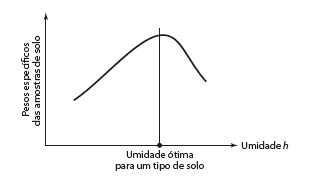 Pesos específicos
das amostras de solo
Umidade h
Umidade ótima
para um tipo de solo